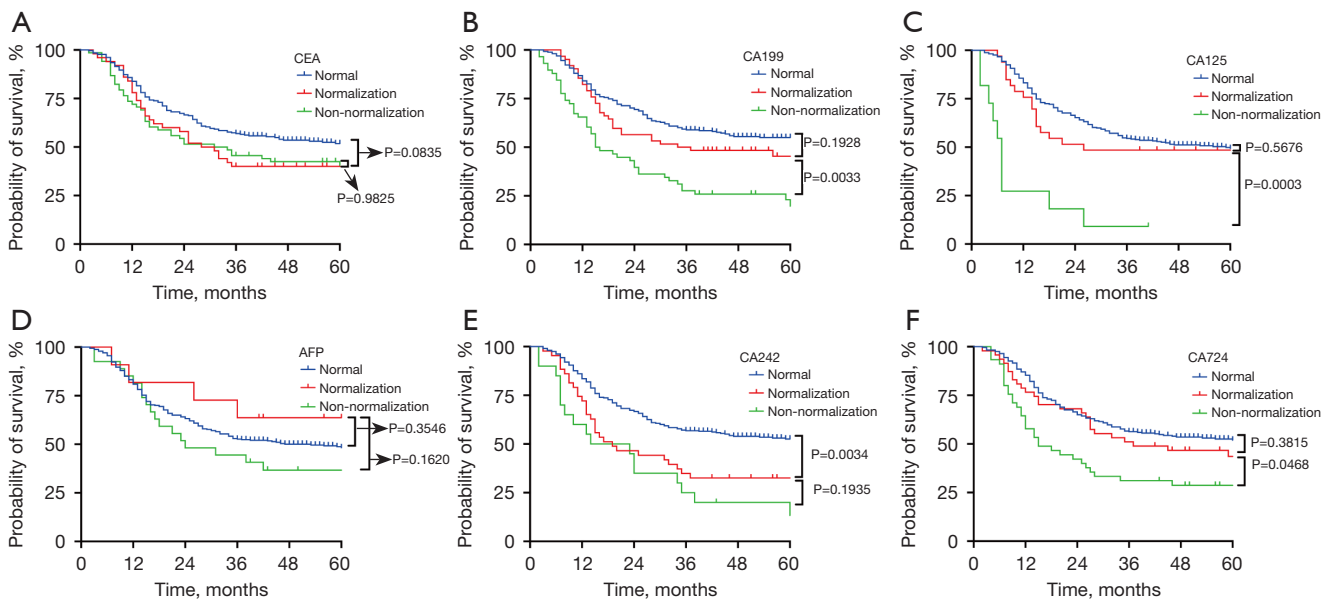 A
Probability of survival, %
100
75
50
25
0
0 12 24 36 48 60
Time, months
CEA
Normal
Normalization
Non-normalization
P=0.0835
P=0.9825
B
Probability of survival, %
100
75
50
25
0
0 12 24 36 48 60
Time, months
CA199
Normal
Normalization
Non-normalization
P=0.1928
P=0.0033
C
Probability of survival, %
100
75
50
25
0
0 12 24 36 48 60
Time, months
CA125
Normal
Normalization
Non-normalization
P=0.5676
P=0.0003
D
Probability of survival, %
100
75
50
25
0
0 12 24 36 48 60
Time, months
AFP
Normal
Normalization
Non-normalization
P=0.3546
P=0.1620
E
Probability of survival, %
100
75
50
25
0
0 12 24 36 48 60
Time, months
CA242
Normal
Normalization
Non-normalization
P=0.0034
P=0.1935
F
Probability of survival, %
100
75
50
25
0
0 12 24 36 48 60
Time, months
CA724
Normal
Normalization
Non-normalization
P=0.3815
P=0.0468